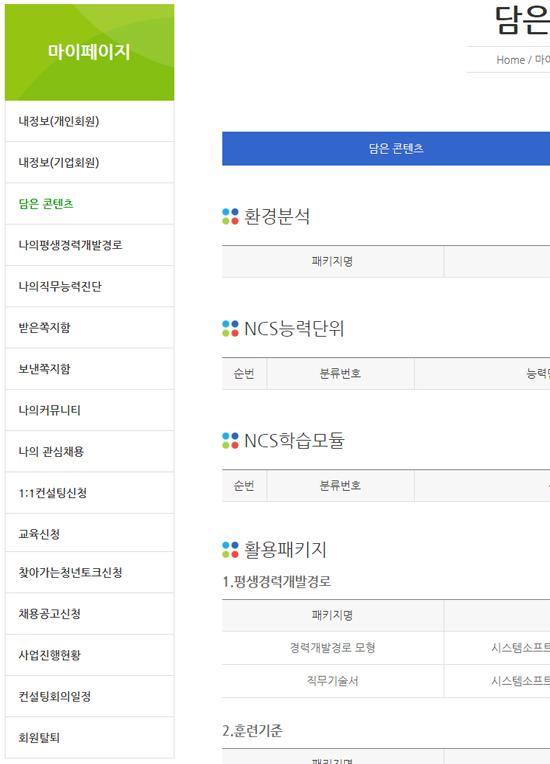 마이페이지
내정보(개인회원)
내정보(기업회원)
담은 콘텐츠
나의평생경력개발경로
나의직무능력진단
받은쪽지함
보낸쪽지함
나의커뮤니티
나의 관심채용
1:1컨설팅신청
교육신청
찾아가는청년토크신청
채용공고신청
사업진행현황
컨설팅회의일정
회원탈퇴
담은
Home / 마이
담은 콘텐츠
환경분석
패키지명
NCS능력단위
순번 분류번호 능력단
NCS학습모듈
순번 분류번호
활용패키지
1.평생경력개발경로
패키지명
경력개발경로 모형 시스템소프트
직무기술서 시스템소프트
2.훈련기준
패키지명